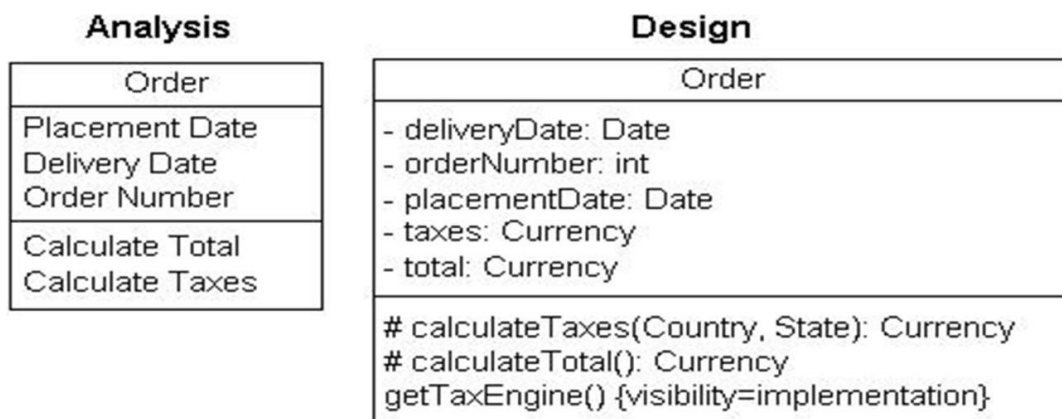 Analysis
Order
Placement Date
Delivery Date
Order Number
Calculate Total
Calculate Taxes
Design
Order
- deliveryDate: Date
- orderNumber: int
- placementDate: Date
- taxes: Currency
- total: Currency
# calculateTaxes(Country, State): Currency
# calculateTotal(): Currency
getTaxEngine() {visibility=implementation}